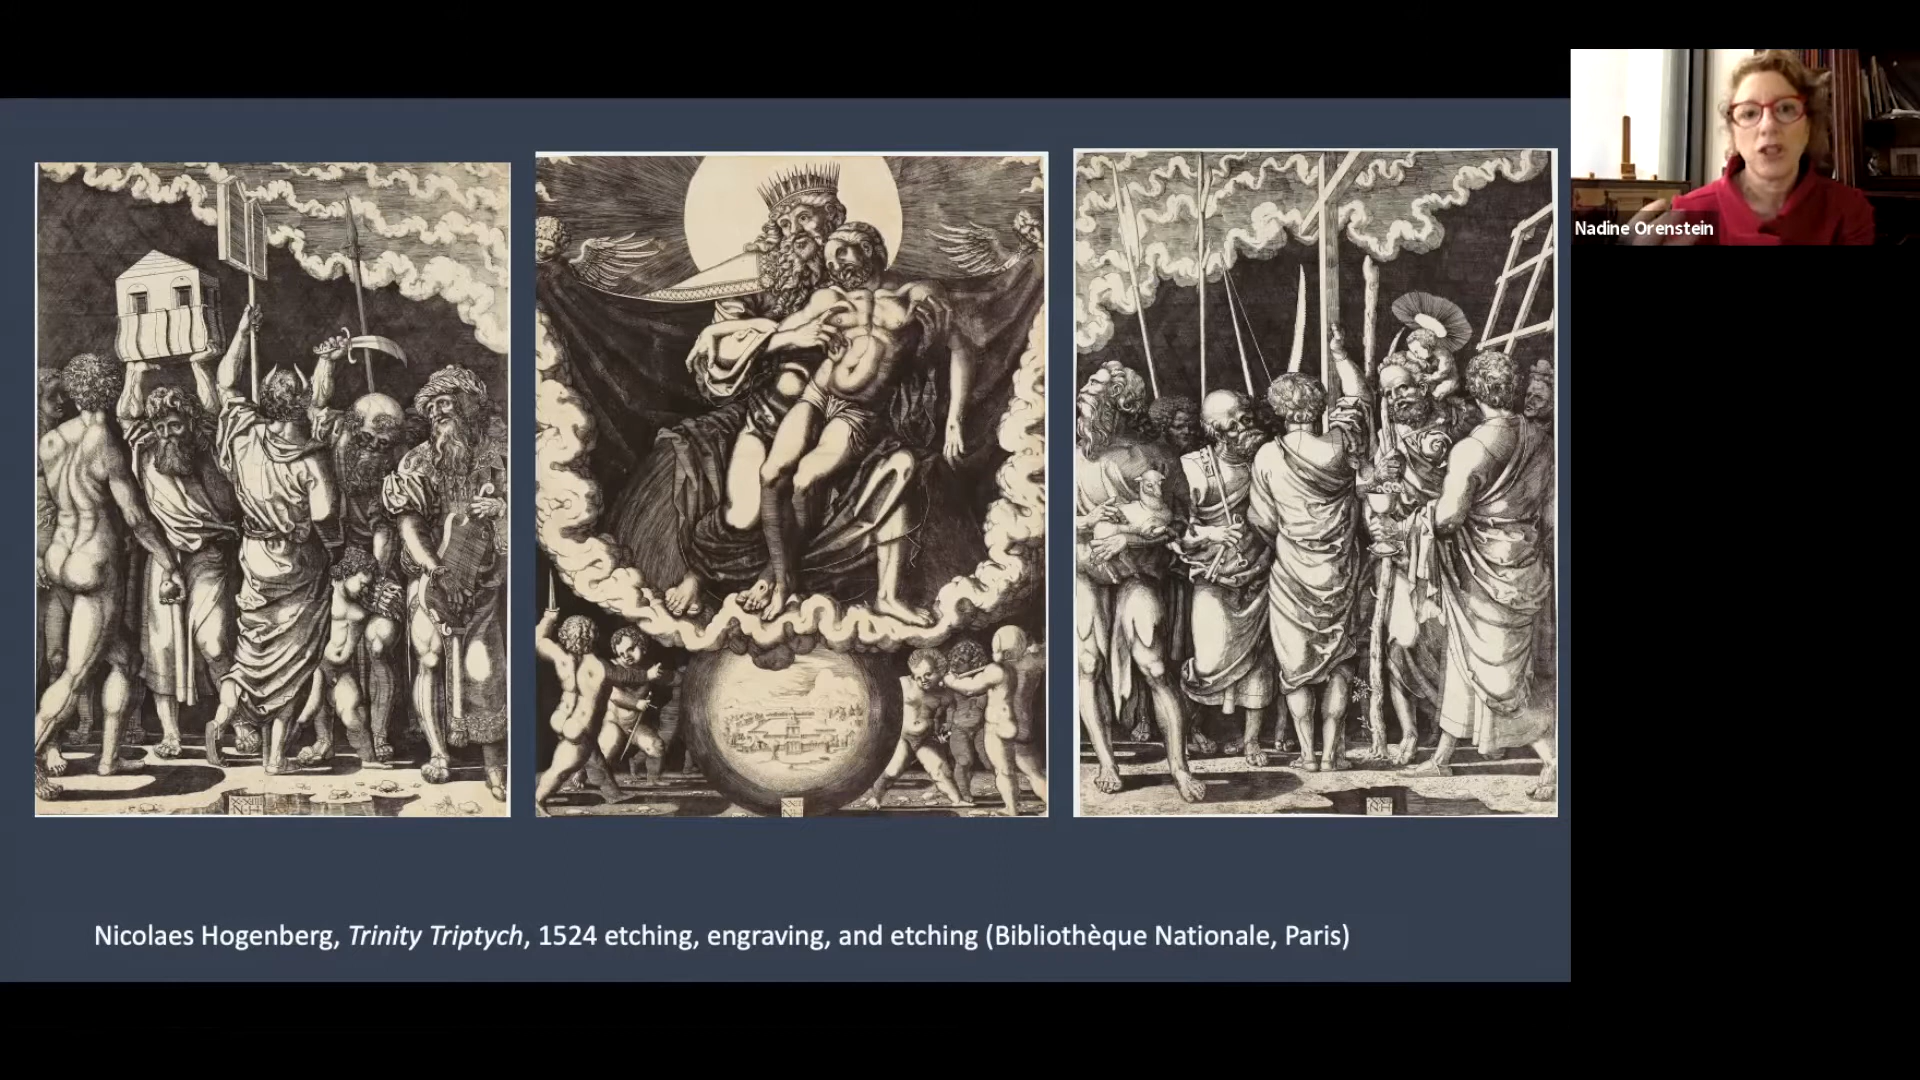 Nadine Orenstein
Nicolaes Hogenberg, Trinity Triptych, 1524 etching, engraving, and etching (Bibliothèque Nationale, Paris)